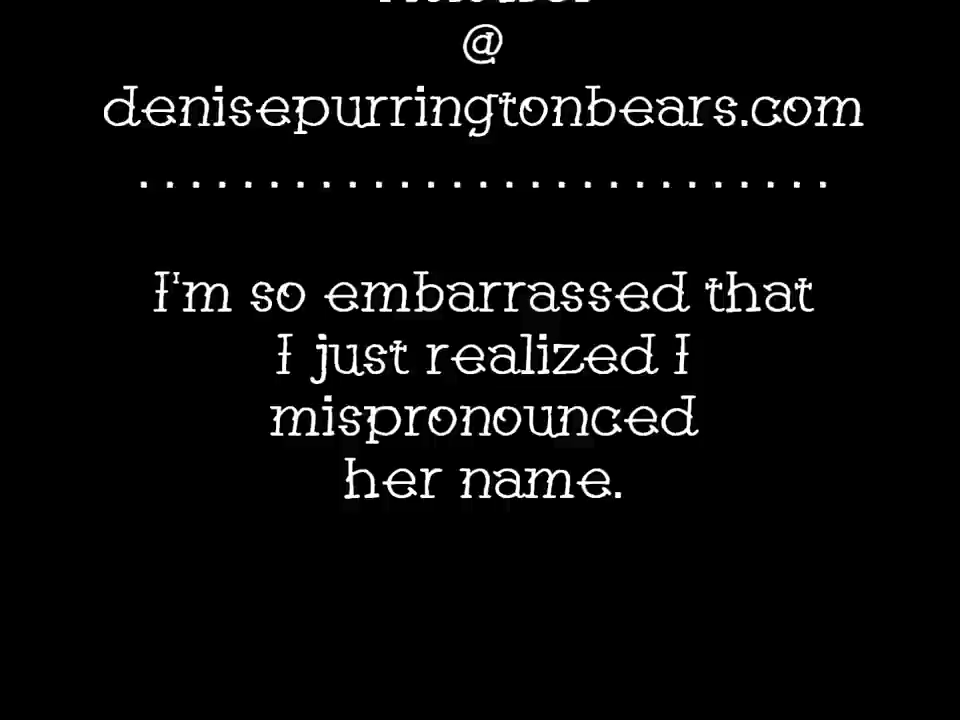 @
denisepurringtonbears.com
. . . . . . . . . . . . . . . . . . . . . . . . . . .
I'm so embarrassed that
I just realized I
mispronounced
her name.